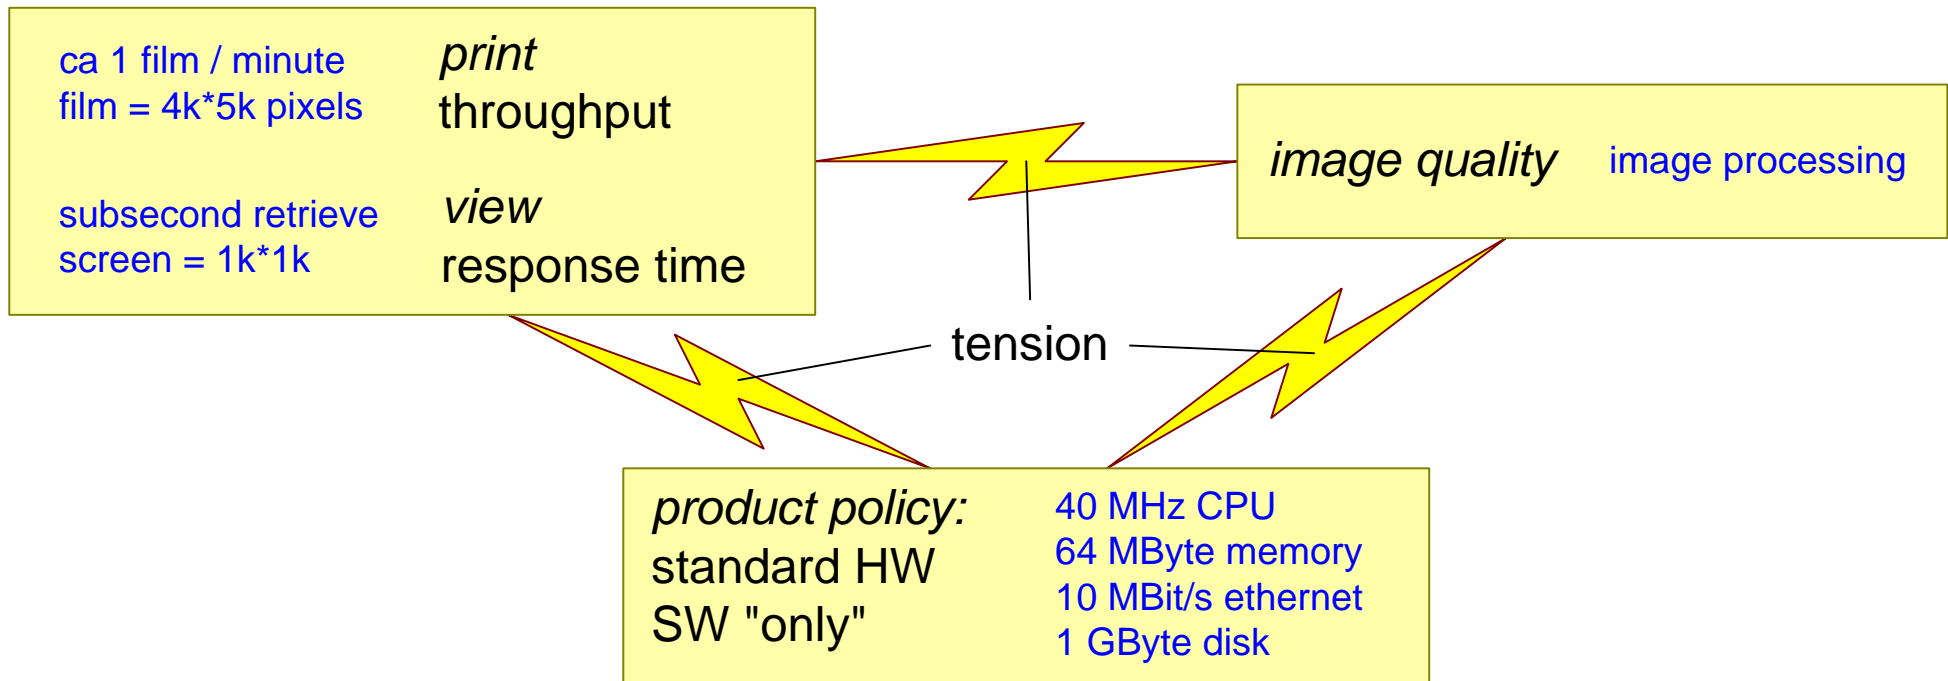 ca 1 film / minute
film = 4k*5k pixels
print
throughput
subsecond retrieve
screen = 1k*1k
view
response time
image quality
image processing
tension
product policy:
standard HW
SW "only"
40 MHz CPU
64 MByte memory
10 MBit/s ethernet
1 GByte disk